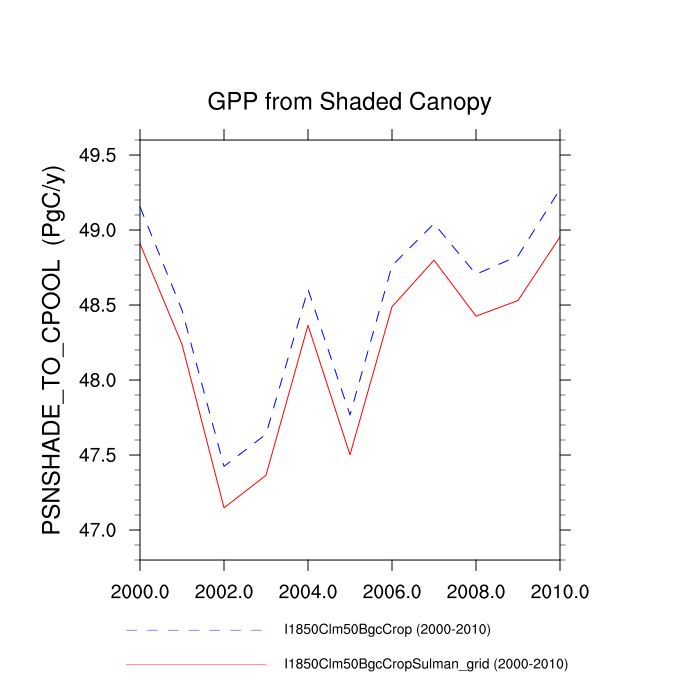 GPP from Shaded Canopy
PSNSHADE_TO_CPOOL (PgC/y)
49.5
49.0
48.5
48.0
47.5
47.0
2000.0 2002.0 2004.0 2006.0 2008.0 2010.0
I1850Clm50BgcCrop (2000-2010)
I1850Clm50BgcCropSulman_grid (2000-2010)